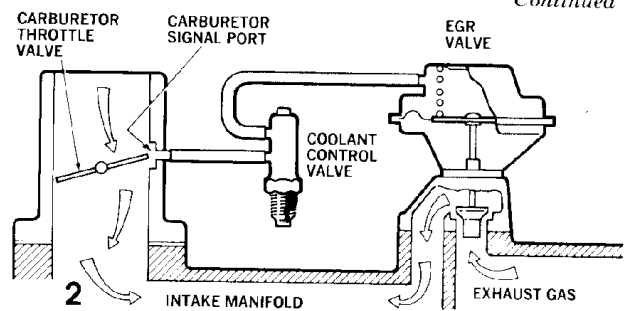 Continued
CARBURETOR
THROTTLE
VALVE
CARBURETOR
SIGNAL PORT
EGR
VALVE
COOLANT
CONTROL
VALVE
2
INTAKE MANIFOLD
EXHAUST GAS